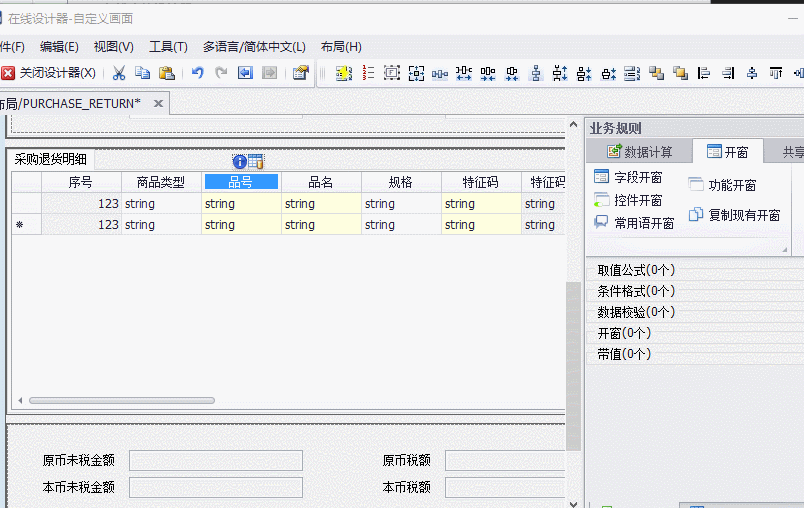 在线设计器-自定义画面
件(F) 编辑(E) 视图(V) 工具(T) 多语言/简体中文(L) 布局(H)
关闭设计器(X)
布局/PURCHASE_RETURN*
业务规则
数据计算 开窗 共享
字段开窗 功能开窗
控件开窗
常用语开窗 复制现有开窗
取值公式(0个)
条件格式(0个)
数据校验(0个)
开窗(0个)
带值(0个)
采购退货明细
序号 商品类型 品号 品名 规格 特征码 特征码
123 string string string string string string
123 string string string string string string
原币未税金额 原币税额
本币未税金额 本币税额